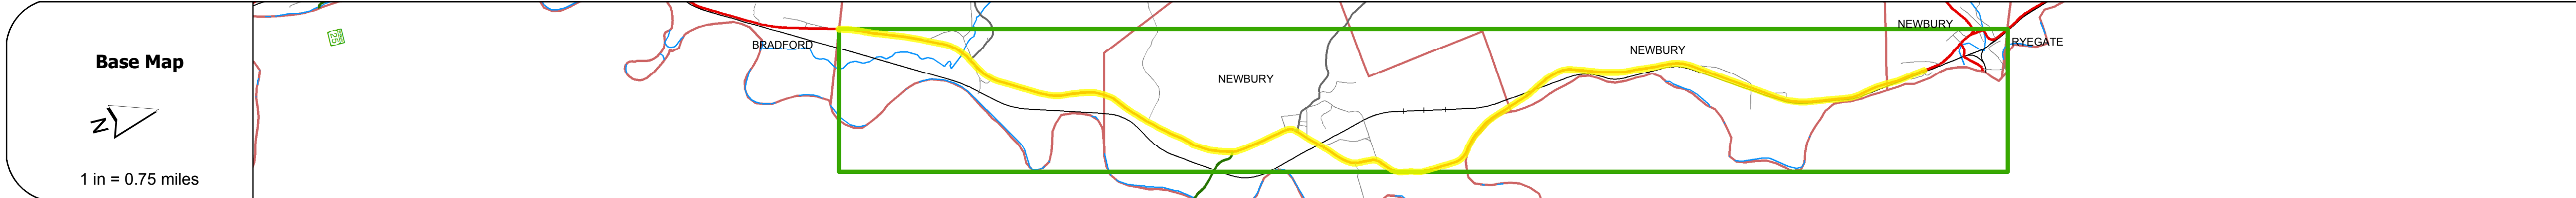 Base Map
N
1 in = 0.75 miles
BRADFORD
NEWBURY
NEWBURY
NEWBURY
RYEGATE